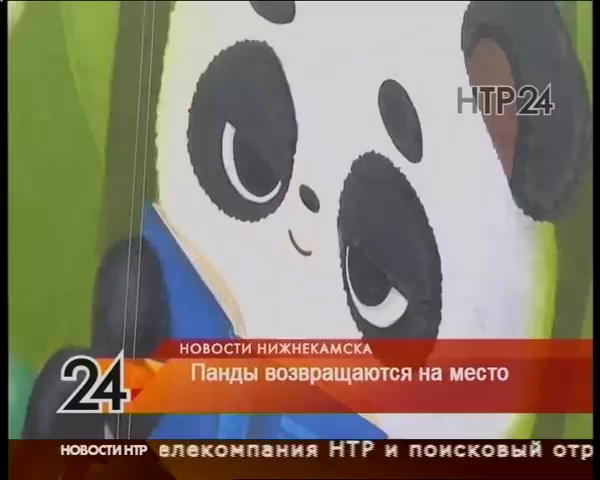 НТР24
НОВОСТИ НИЖНЕКАМСКА
24
Панды возвращаются на место
НОВОСТИ НТР
елекомпания НТР и поисковый отр